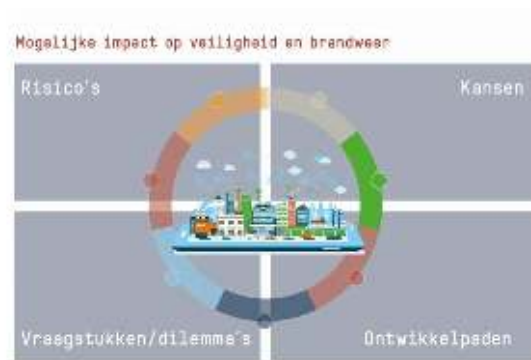 Mogelijke impact op veiligheid en brandweer
Risico's
Kansen
Vraagstukken/dilemma's
Ontwikkelpaden